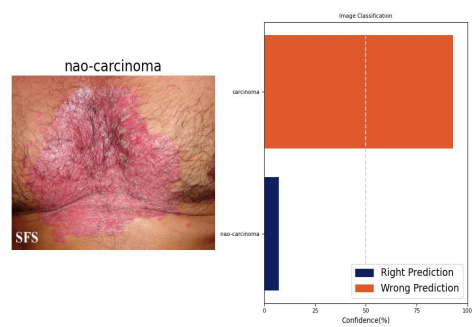 nao-carcinoma
SFS
Image Classification
carcinoma
nao-carcinoma
Right Prediction
Wrong Prediction
0 25 50 75 100
Confidence(%)